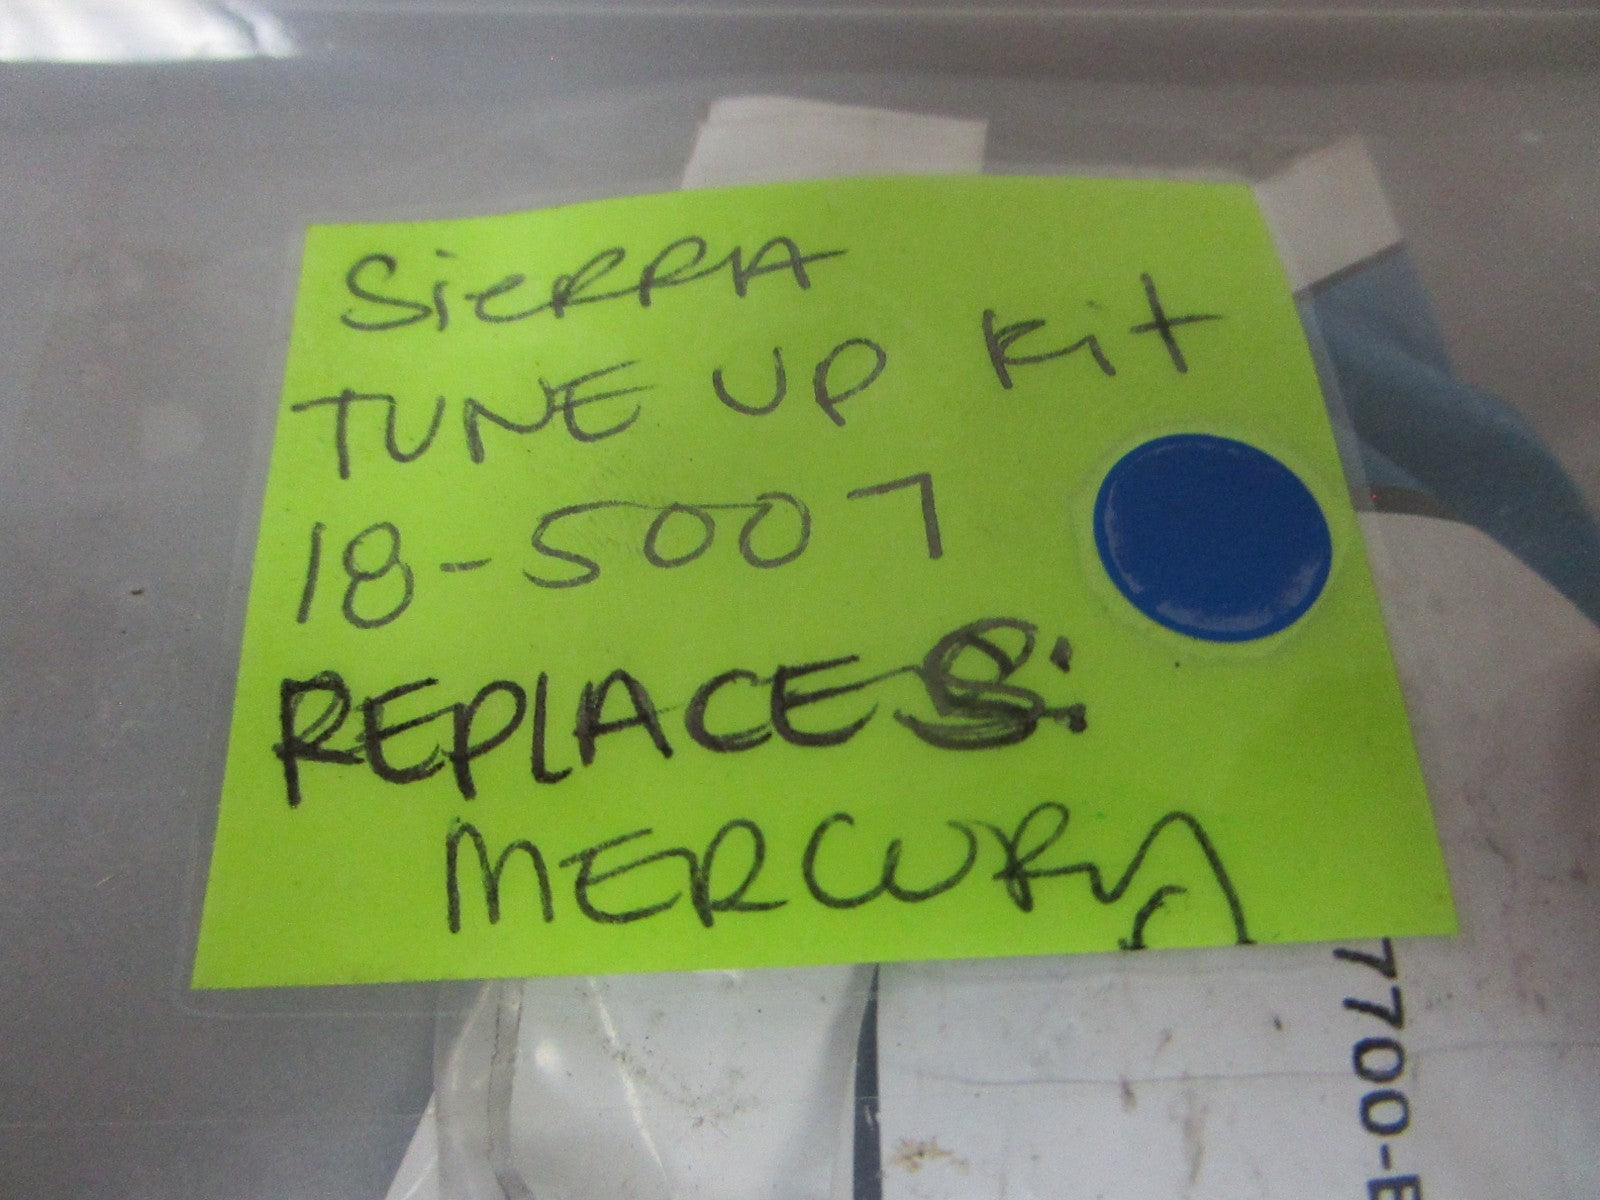 SieRRA
TUNE UP Kit
18-5007
REPLACES:
MERCURY
7700-E